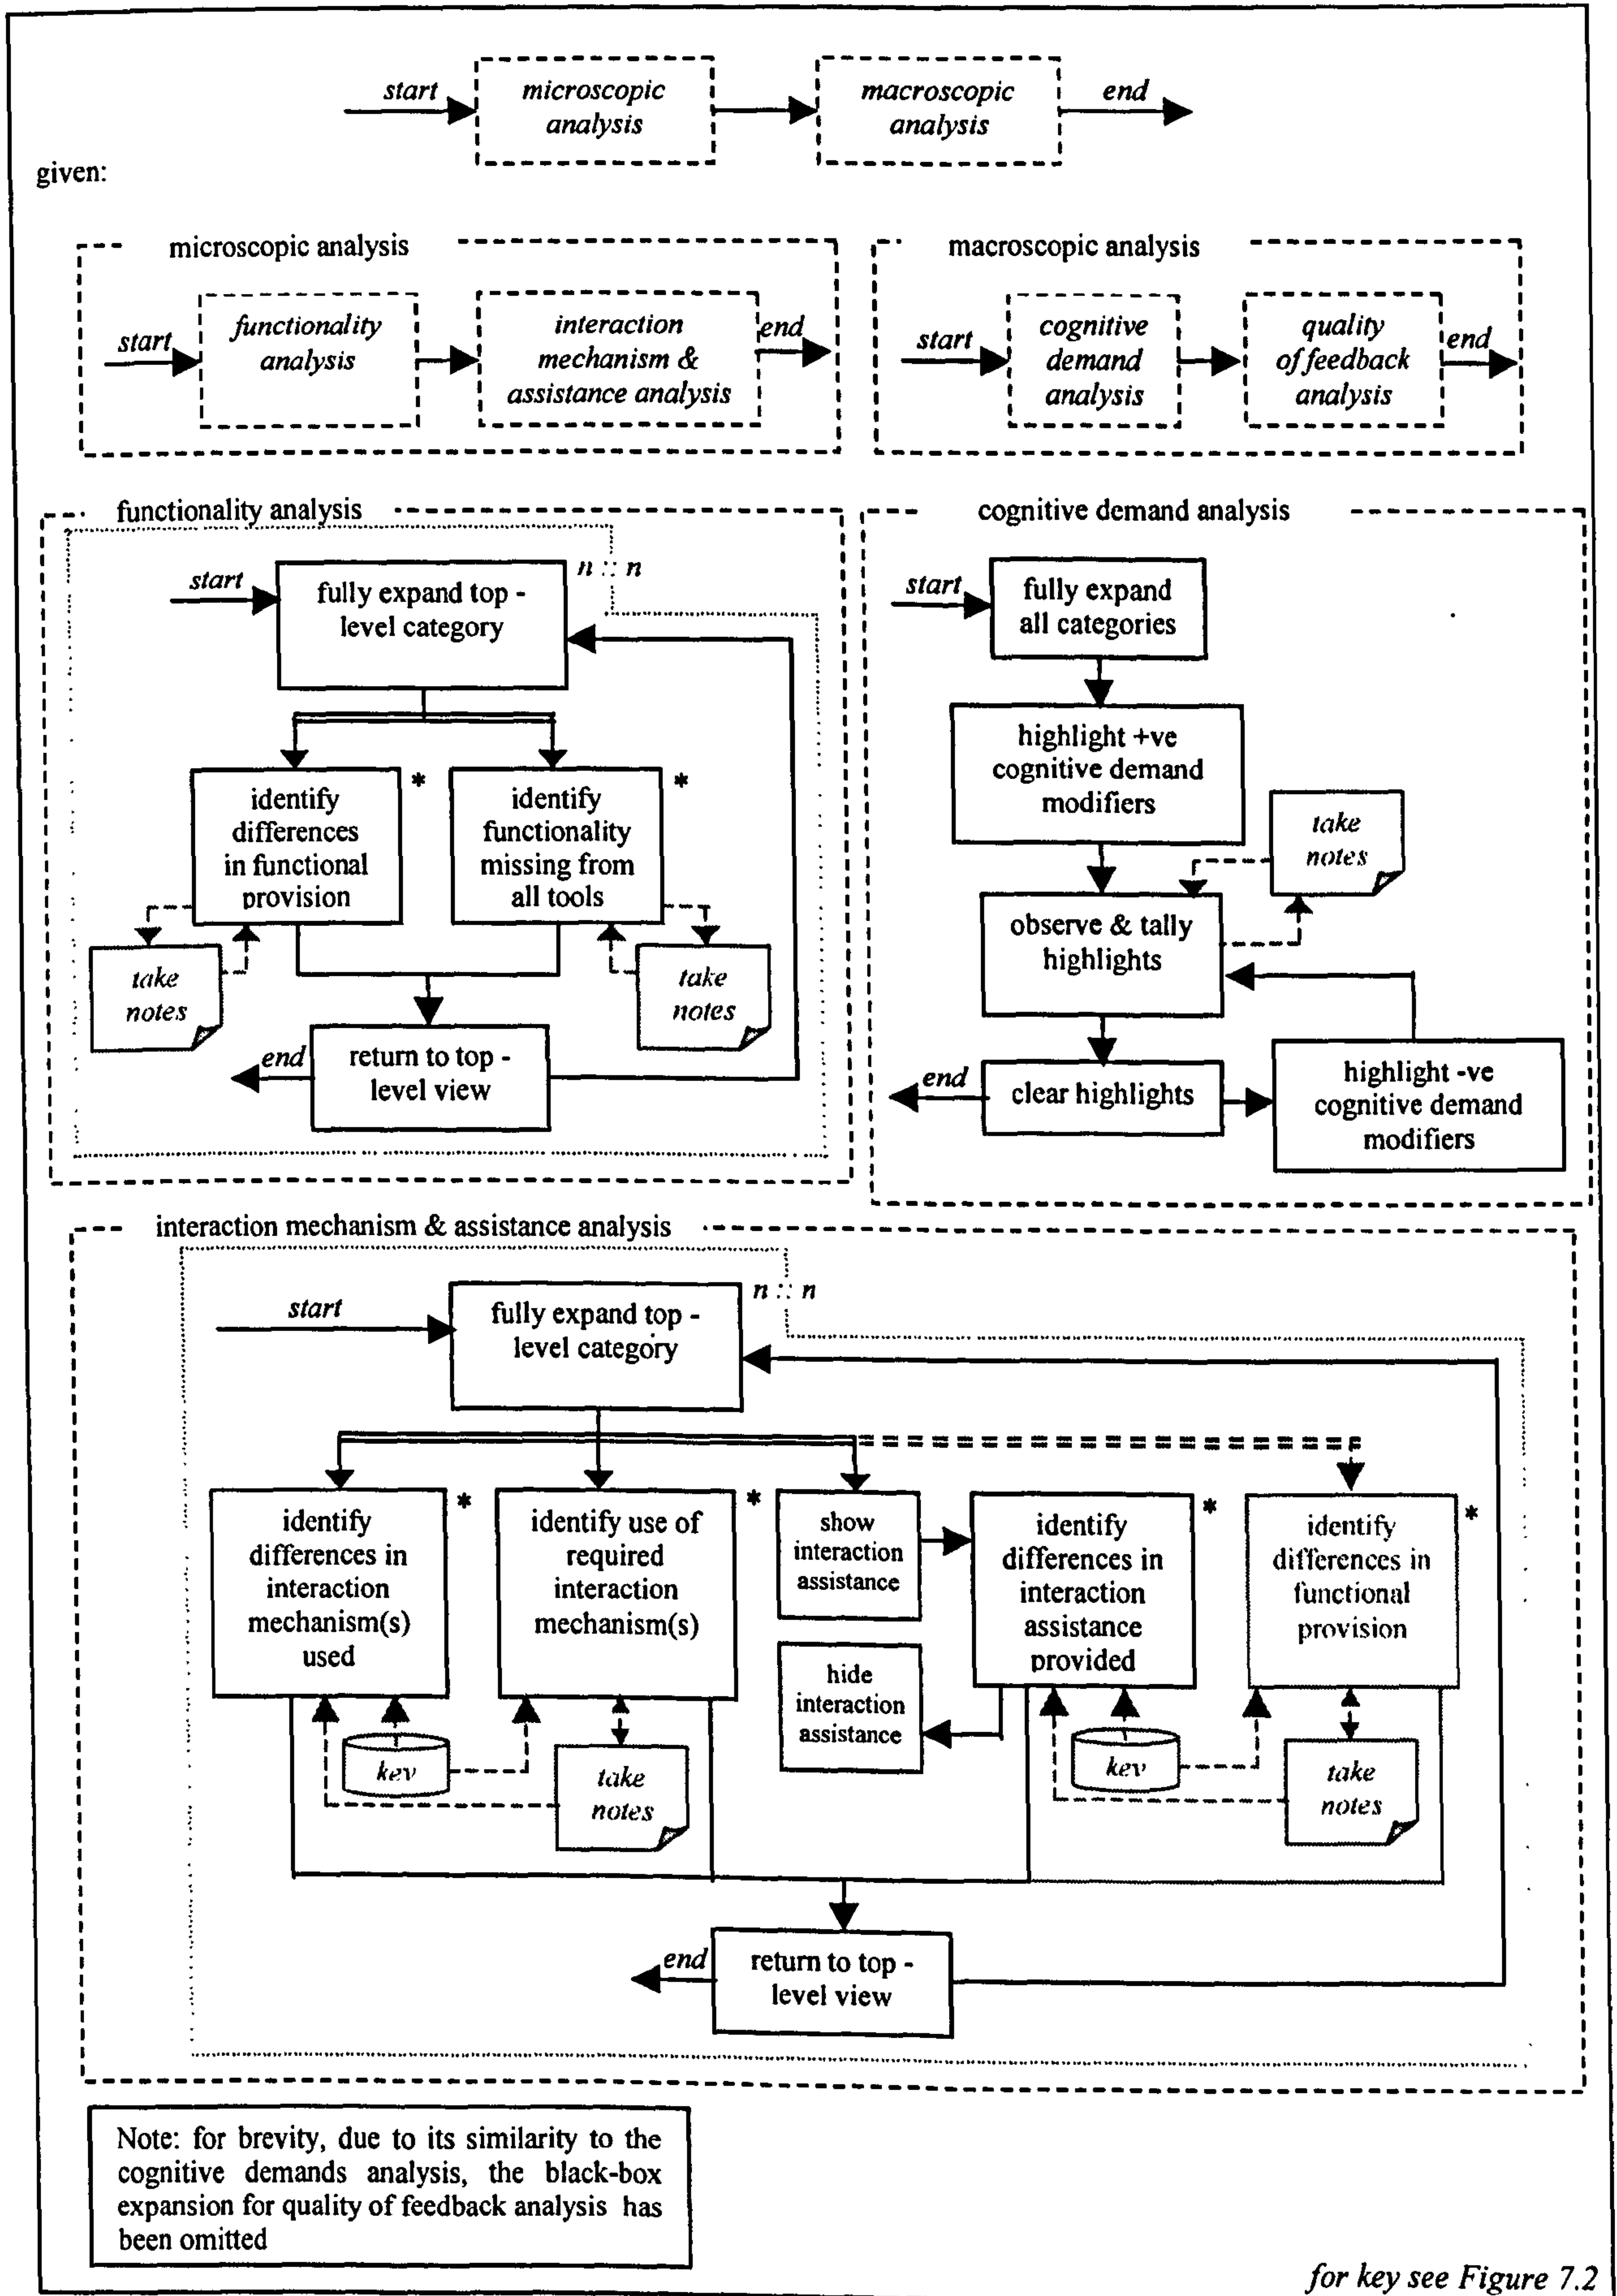 start
microscopic
analysis
macroscopic
analysis
end
given:
microscopic analysis
start
functionality
analysis
interaction
mechanism &
assistance analysis
end
macroscopic analysis
start
cognitive
demand
analysis
quality
of feedback
analysis
end
functionality analysis
start
fully expand top -
level category
n :: n
identify
differences
in functional
provision
*
identify
functionality
missing from
all tools
*
take
notes
take
notes
end
return to top -
level view
cognitive demand analysis
start
fully expand
all categories
highlight +ve
cognitive demand
modifiers
take
notes
observe & tally
highlights
end
clear highlights
highlight -ve
cognitive demand
modifiers
interaction mechanism & assistance analysis
start
fully expand top -
level category
n :: n
identify
differences in
interaction
mechanism(s)
used
*
identify use of
required
interaction
mechanism(s)
*
show
interaction
assistance
hide
interaction
assistance
identify
differences in
interaction
assistance
provided
*
identify
differences in
functional
provision
*
key
take
notes
key
take
notes
end
return to top -
level view
Note: for brevity, due to its similarity to the
cognitive demands analysis, the black-box
expansion for quality of feedback analysis has
been omitted
for key see Figure 7.2